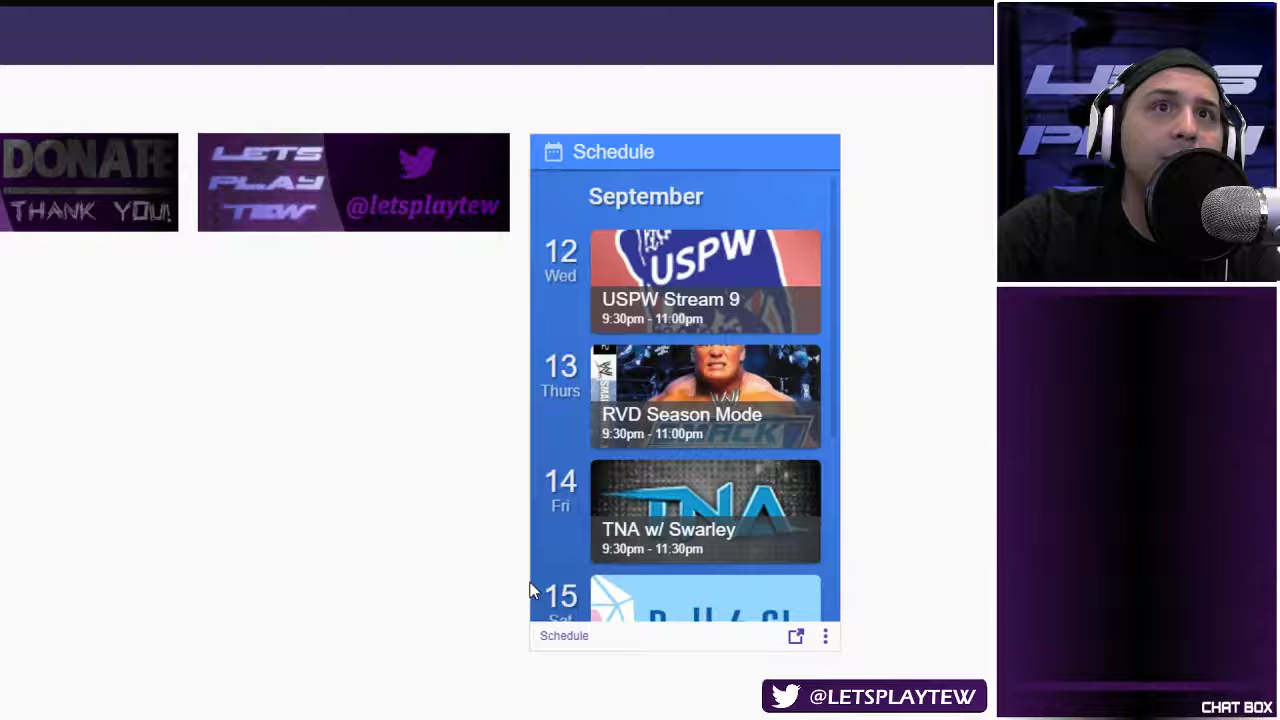 DONATE
THANK YOU!
LETS
PLAY
TEW
@letsplaytew
Schedule
September
12
Wed
USPW
USPW Stream 9
9:30pm - 11:00pm
13
Thurs
RVD Season Mode
9:30pm - 11:00pm
14
Fri
TNA
TNA w/ Swarley
9:30pm - 11:30pm
15
Sat
Schedule
LETS
@LETSPLAYTEW
CHAT BOX